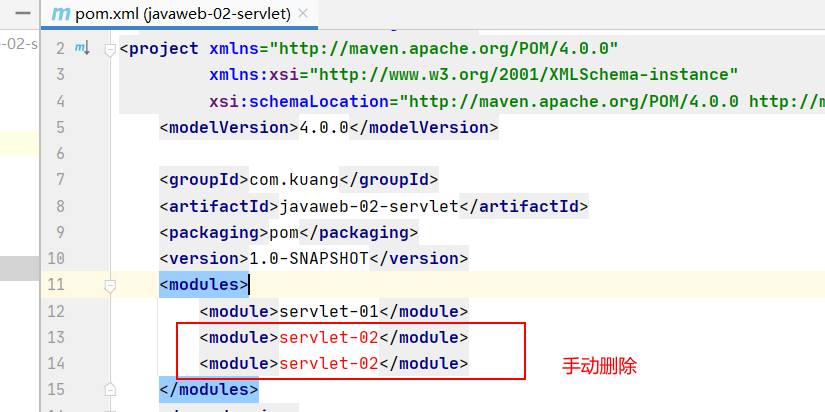 -02-s
pom.xml (javaweb-02-servlet)
2 <project xmlns="http://maven.apache.org/POM/4.0.0"
3 xmlns:xsi="http://www.w3.org/2001/XMLSchema-instance"
4 xsi:schemaLocation="http://maven.apache.org/POM/4.0.0 http://m
5 <modelVersion>4.0.0</modelVersion>
6
7 <groupId>com.kuang</groupId>
8 <artifactId>javaweb-02-servlet</artifactId>
9 <packaging>pom</packaging>
10 <version>1.0-SNAPSHOT</version>
11 <modules>
12 <module>servlet-01</module>
13 <module>servlet-02</module>
14 <module>servlet-02</module>
手动删除
15 </modules>